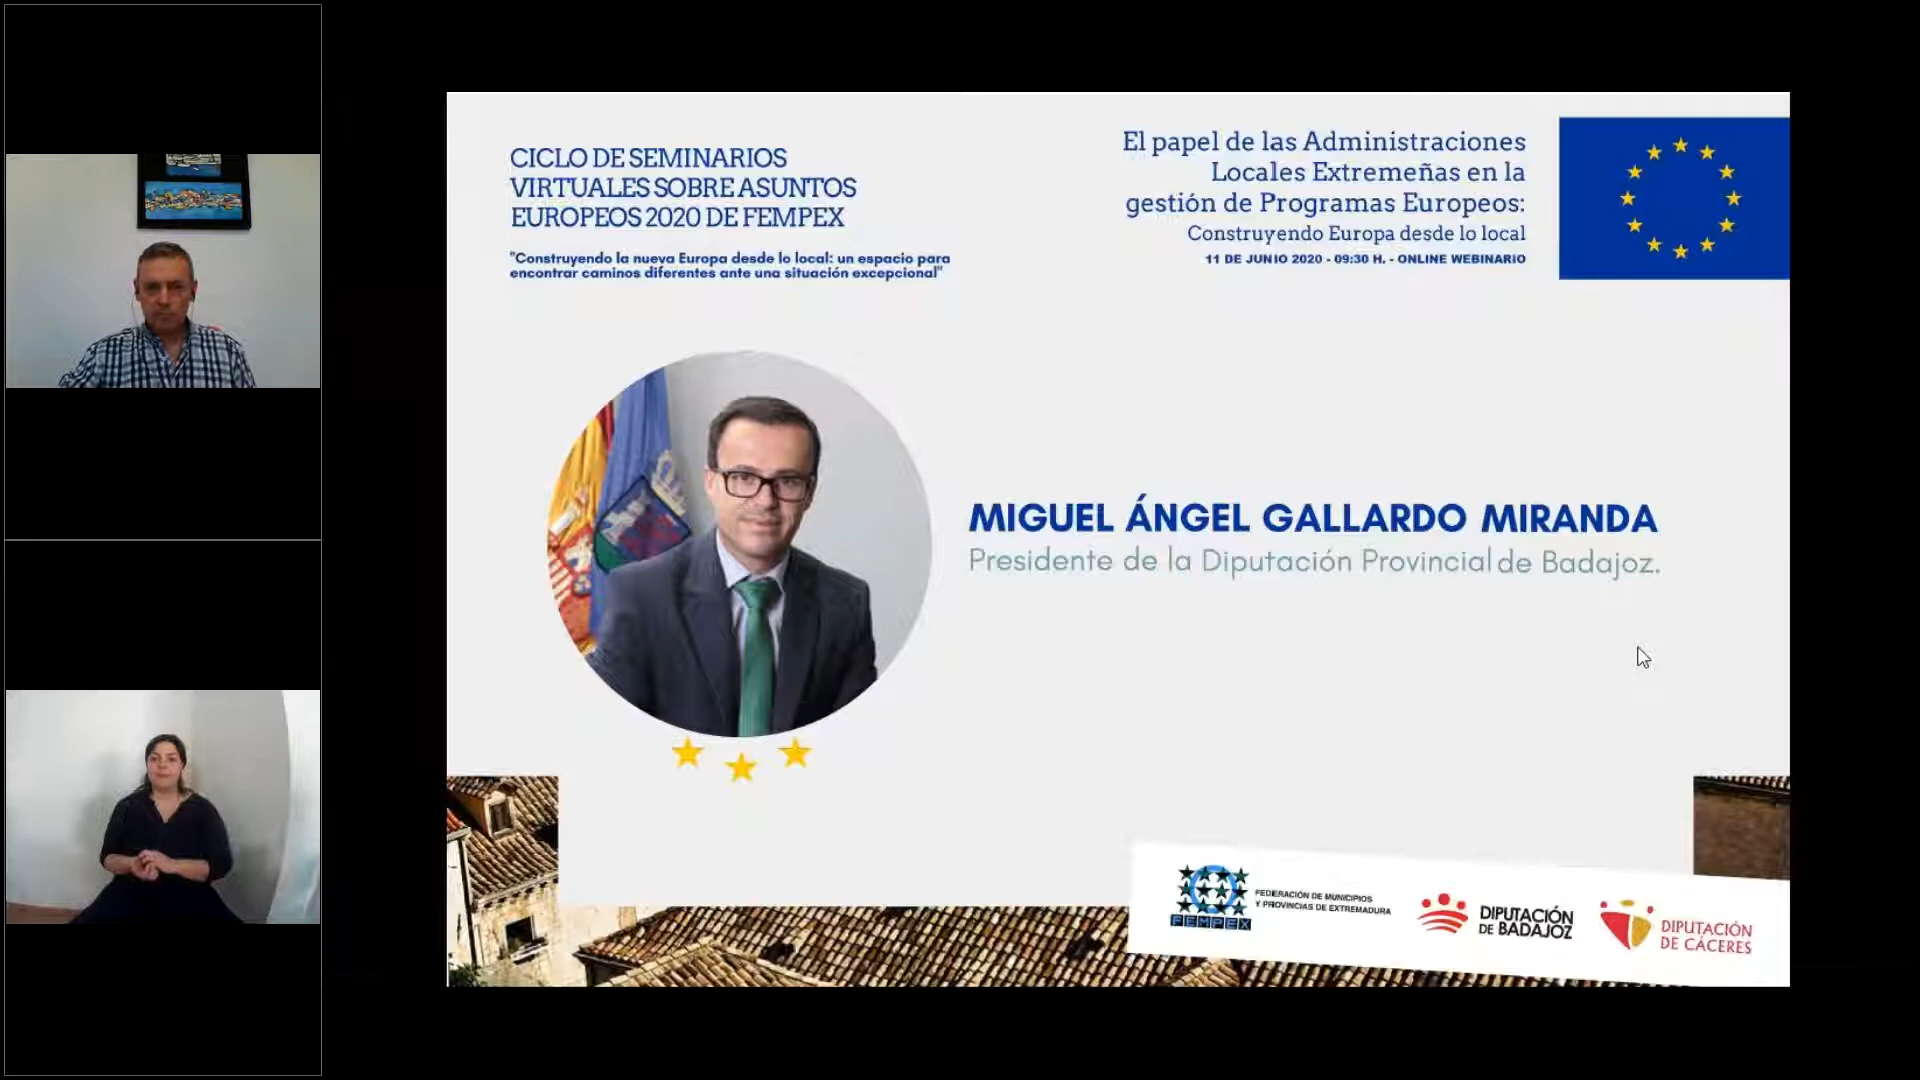 CICLO DE SEMINARIOS
VIRTUALES SOBRE ASUNTOS
EUROPEOS 2020 DE FEMPEX
"Construyendo la nueva Europa desde lo local: un espacio para
encontrar caminos diferentes ante una situación excepcional"
El papel de las Administraciones
Locales Extremeñas en la
gestión de Programas Europeos:
Construyendo Europa desde lo local
11 DE JUNIO 2020 - 09:30 H. - ONLINE WEBINARIO
MIGUEL ÁNGEL GALLARDO MIRANDA
Presidente de la Diputación Provincial de Badajoz.
FEMPEX
FEDERACIÓN DE MUNICIPIOS
Y PROVINCIAS DE EXTREMADURA
DIPUTACIÓN
DE BADAJOZ
DIPUTACIÓN
DE CÁCERES